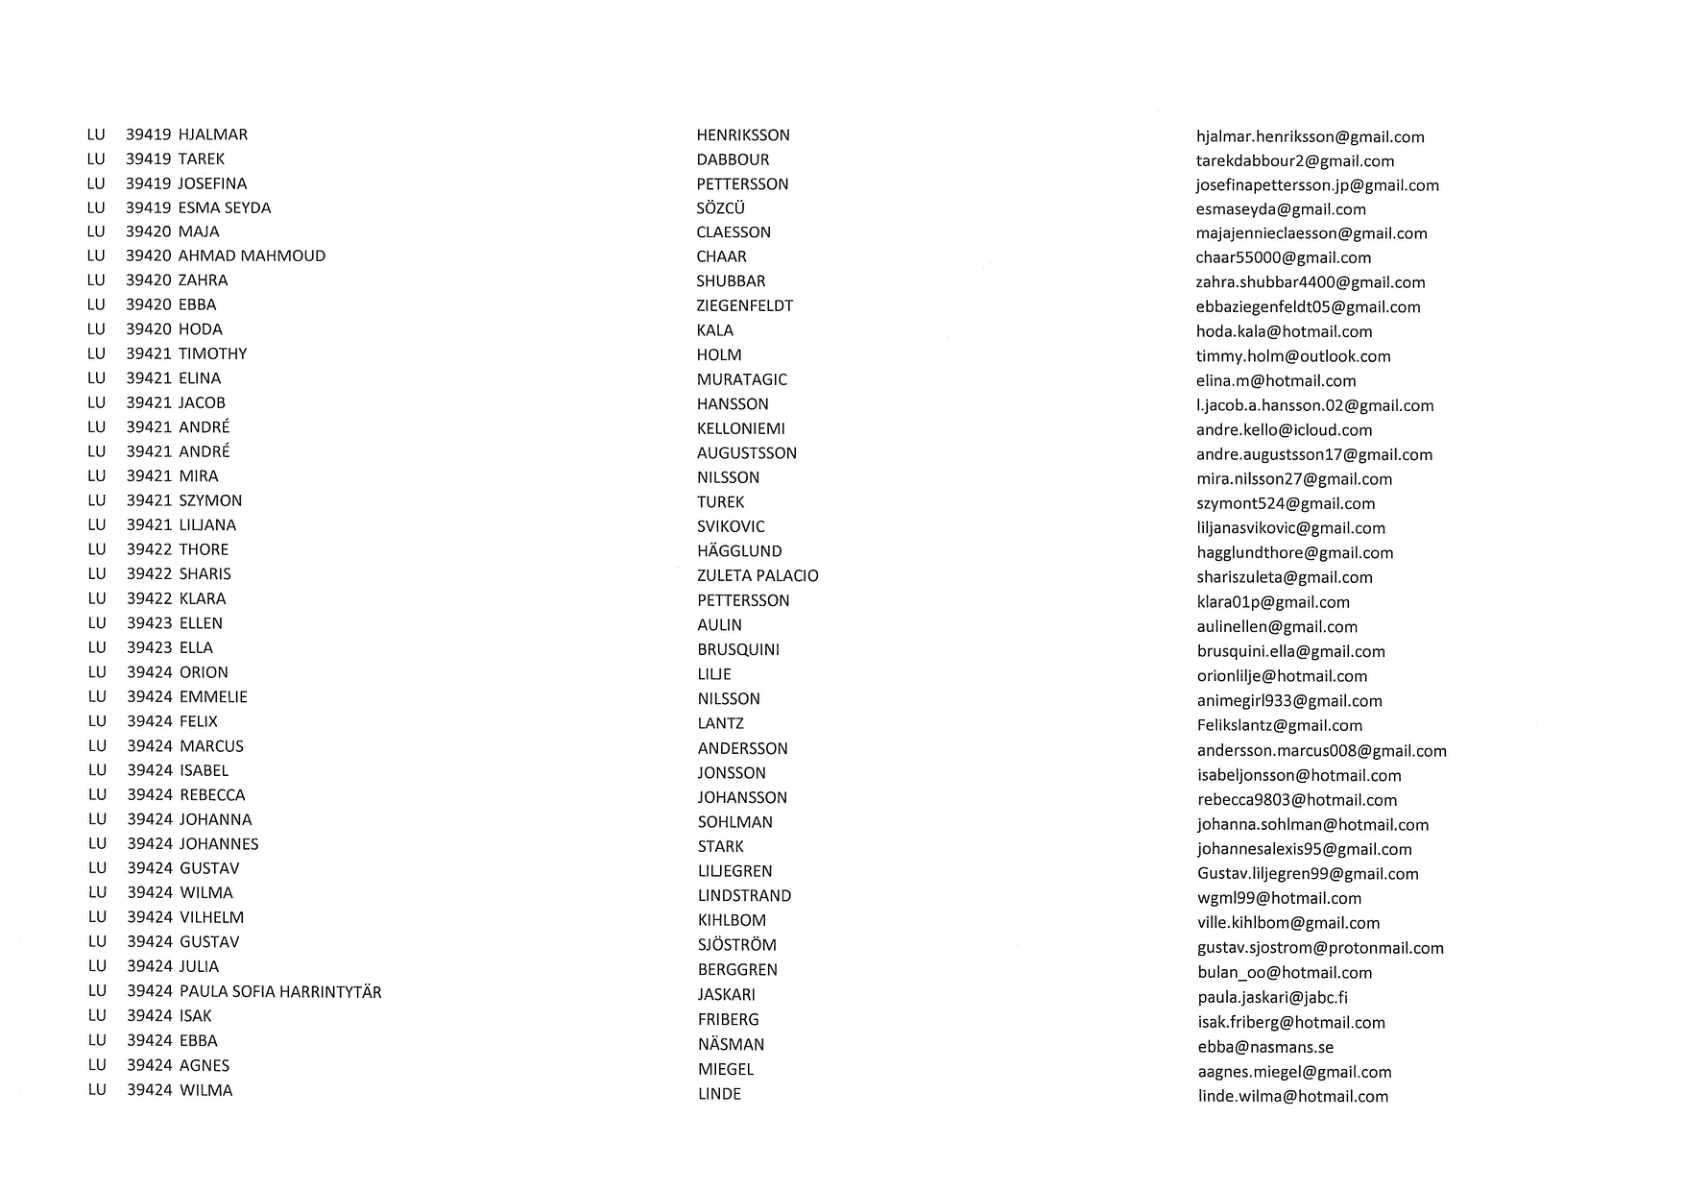 LU 39419 HJALMAR HENRIKSSON hjalmar.henriksson@gmail.com
LU 39419 TAREK DABBOUR tarekdabbour2@gmail.com
LU 39419 JOSEFINA PETTERSSON josefinapettersson.jp@gmail.com
LU 39419 ESMA SEYDA SÖZCÜ esmaseyda@gmail.com
LU 39420 MAJA CLAESSON majajennieclaesson@gmail.com
LU 39420 AHMAD MAHMOUD CHAAR chaar55000@gmail.com
LU 39420 ZAHRA SHUBBAR zahra.shubbar4400@gmail.com
LU 39420 EBBA ZIEGENFELDT ebbaziegenfeldt05@gmail.com
LU 39420 HODA KALA hoda.kala@hotmail.com
LU 39421 TIMOTHY HOLM timmy.holm@outlook.com
LU 39421 ELINA MURATAGIC elina.m@hotmail.com
LU 39421 JACOB HANSSON l.jacob.a.hansson.02@gmail.com
LU 39421 ANDRÉ KELLONIEMI andre.kello@icloud.com
LU 39421 ANDRÉ AUGUSTSSON andre.augustsson17@gmail.com
LU 39421 MIRA NILSSON mira.nilsson27@gmail.com
LU 39421 SZYMON TUREK szymont524@gmail.com
LU 39421 LILJANA SVIKOVIC liljanasvikovic@gmail.com
LU 39422 THORE HÄGGLUND hagglundthore@gmail.com
LU 39422 SHARIS ZULETA PALACIO shariszuleta@gmail.com
LU 39422 KLARA PETTERSSON klara01p@gmail.com
LU 39423 ELLEN AULIN aulinellen@gmail.com
LU 39423 ELLA BRUSQUINI brusquini.ella@gmail.com
LU 39424 ORION LILJE orionlilje@hotmail.com
LU 39424 EMMELIE NILSSON animegirl933@gmail.com
LU 39424 FELIX LANTZ Felikslantz@gmail.com
LU 39424 MARCUS ANDERSSON andersson.marcus008@gmail.com
LU 39424 ISABEL JONSSON isabeljonsson@hotmail.com
LU 39424 REBECCA JOHANSSON rebecca9803@hotmail.com
LU 39424 JOHANNA SOHLMAN johanna.sohlman@hotmail.com
LU 39424 JOHANNES STARK johannesalexis95@gmail.com
LU 39424 GUSTAV LILJEGREN Gustav.liljegren99@gmail.com
LU 39424 WILMA LINDSTRAND wgml99@hotmail.com
LU 39424 VILHELM KIHLBOM ville.kihlbom@gmail.com
LU 39424 GUSTAV SJÖSTRÖM gustav.sjostrom@protonmail.com
LU 39424 JULIA BERGGREN bulan_oo@hotmail.com
LU 39424 PAULA SOFIA HARRINTYTÄR JASKARI paula.jaskari@jabc.fi
LU 39424 ISAK FRIBERG isak.friberg@hotmail.com
LU 39424 EBBA NÄSMAN ebba@nasmans.se
LU 39424 AGNES MIEGEL aagnes.miegel@gmail.com
LU 39424 WILMA LINDE linde.wilma@hotmail.com